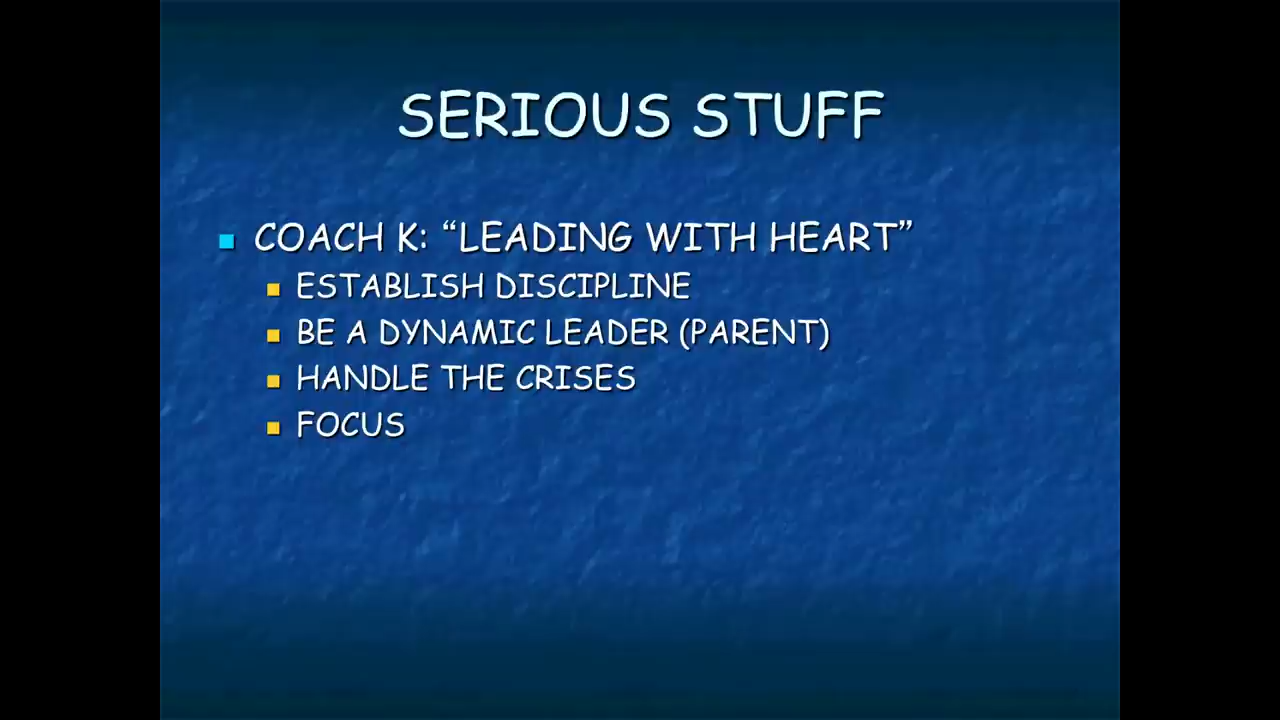 SERIOUS STUFF
COACH K: “LEADING WITH HEART”
ESTABLISH DISCIPLINE
BE A DYNAMIC LEADER (PARENT)
HANDLE THE CRISES
FOCUS